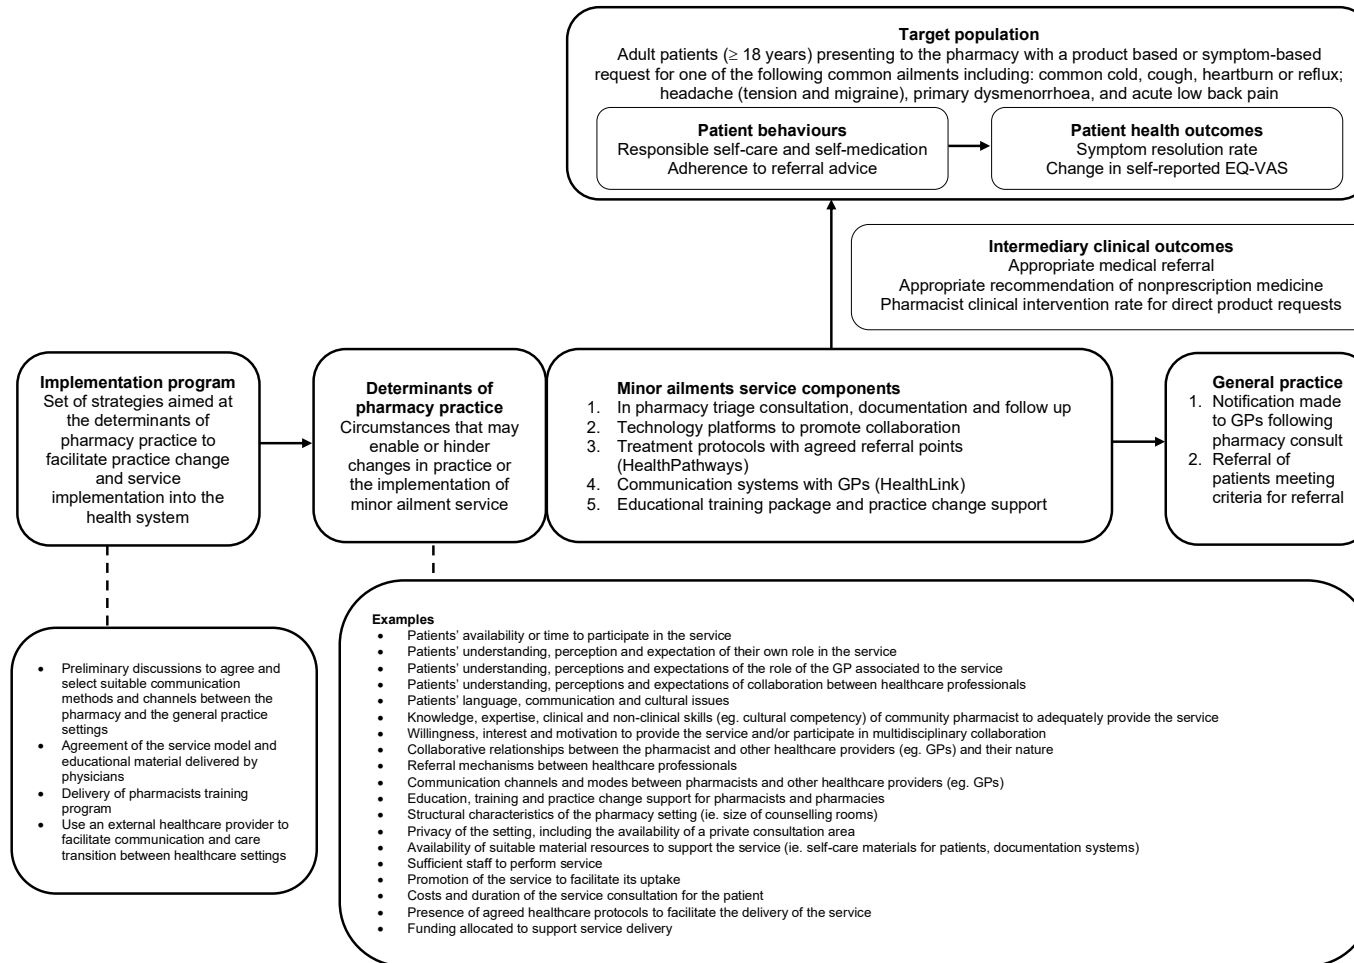 Target population
Adult patients (≥ 18 years) presenting to the pharmacy with a product based or symptom-based
request for one of the following common ailments including: common cold, cough, heartburn or reflux;
headache (tension and migraine), primary dysmenorrhoea, and acute low back pain
Patient behaviours
Responsible self-care and self-medication
Adherence to referral advice
Patient health outcomes
Symptom resolution rate
Change in self-reported EQ-VAS
Intermediary clinical outcomes
Appropriate medical referral
Appropriate recommendation of nonprescription medicine
Pharmacist clinical intervention rate for direct product requests
Implementation program
Set of strategies aimed at
the determinants of
pharmacy practice to
facilitate practice change
and service
implementation into the
health system
Determinants of
pharmacy practice
Circumstances that may
enable or hinder
changes in practice or
the implementation of
minor ailment service
Minor ailments service components
1. In pharmacy triage consultation, documentation and follow up
2. Technology platforms to promote collaboration
3. Treatment protocols with agreed referral points
(HealthPathways)
4. Communication systems with GPs (HealthLink)
5. Educational training package and practice change support
General practice
1. Notification made
to GPs following
pharmacy consult
2. Referral of
patients meeting
criteria for referral
• Preliminary discussions to agree and
select suitable communication
methods and channels between the
pharmacy and the general practice
settings
• Agreement of the service model and
educational material delivered by
physicians
• Delivery of pharmacists training
program
• Use an external healthcare provider to
facilitate communication and care
transition between healthcare settings
Examples
• Patients' availability or time to participate in the service
• Patients' understanding, perception and expectation of their own role in the service
• Patients' understanding, perceptions and expectations of the role of the GP associated to the service
• Patients' understanding, perceptions and expectations of collaboration between healthcare professionals
• Patients' language, communication and cultural issues
• Knowledge, expertise, clinical and non-clinical skills (eg. cultural competency) of community pharmacist to adequately provide the service
• Willingness, interest and motivation to provide the service and/or participate in multidisciplinary collaboration
• Collaborative relationships between the pharmacist and other healthcare providers (eg. GPs) and their nature
• Referral mechanisms between healthcare professionals
• Communication channels and modes between pharmacists and other healthcare providers (eg. GPs)
• Education, training and practice change support for pharmacists and pharmacies
• Structural characteristics of the pharmacy setting (ie. size of counselling rooms)
• Privacy of the setting, including the availability of a private consultation area
• Availability of suitable material resources to support the service (ie. self-care materials for patients, documentation systems)
• Sufficient staff to perform service
• Promotion of the service to facilitate its uptake
• Costs and duration of the service consultation for the patient
• Presence of agreed healthcare protocols to facilitate the delivery of the service
• Funding allocated to support service delivery